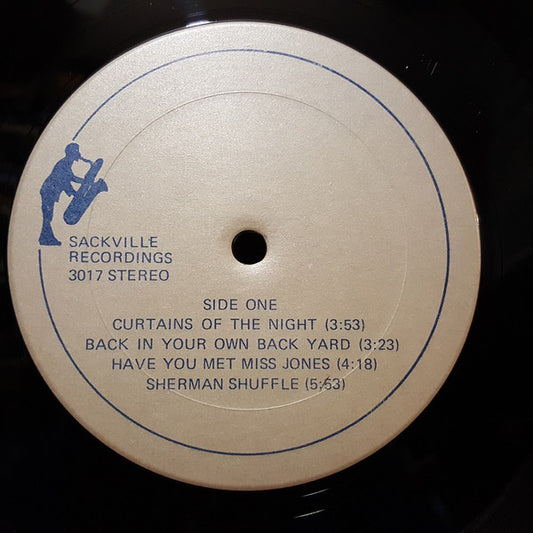 SACKVILLE
RECORDINGS
3017 STEREO
SIDE ONE
CURTAINS OF THE NIGHT (3:53)
BACK IN YOUR OWN BACK YARD (3:23)
HAVE YOU MET MISS JONES (4:18)
SHERMAN SHUFFLE (5:53)